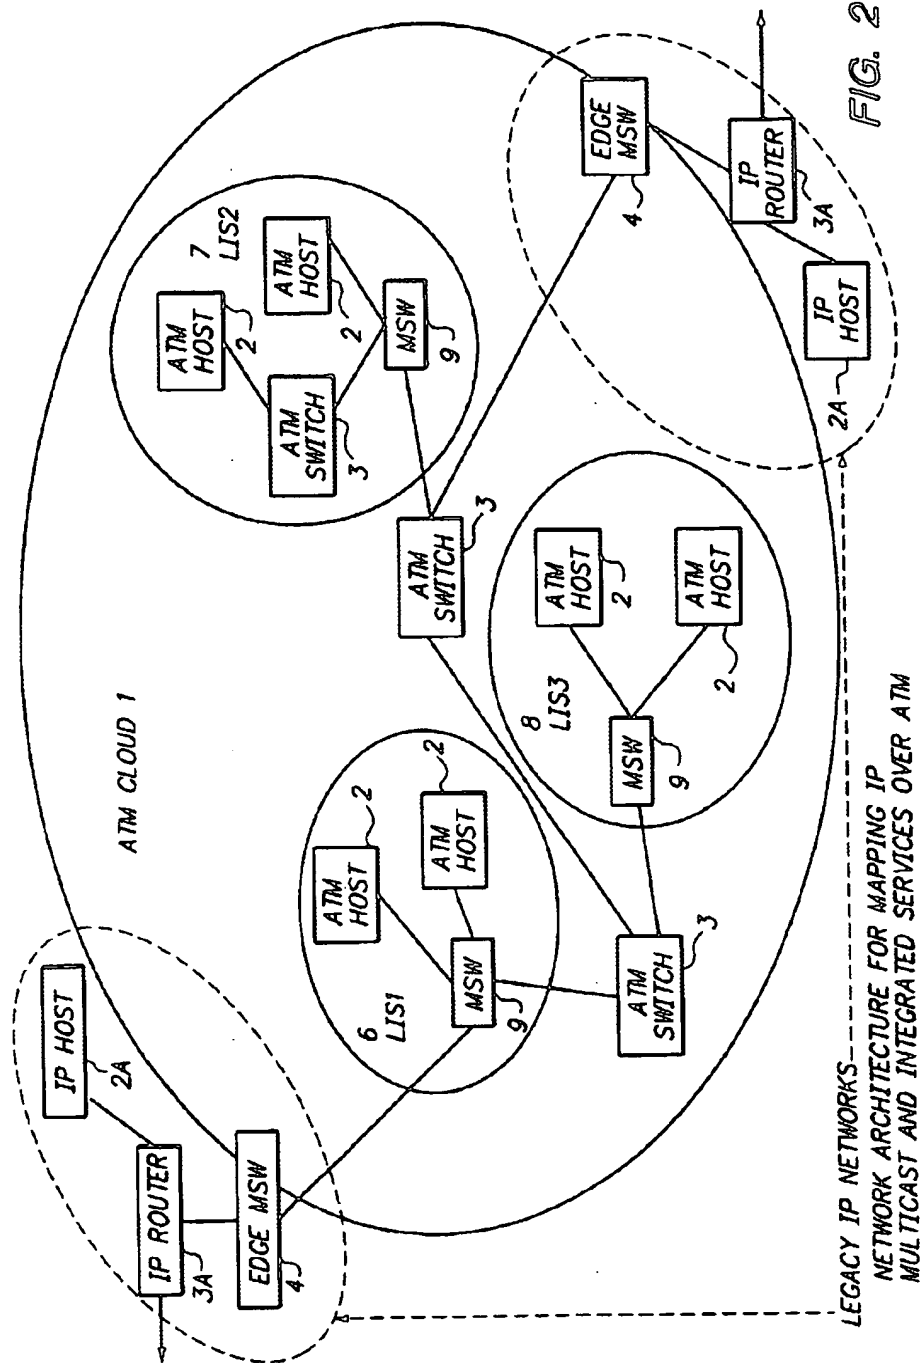 ATM CLOUD 1
IP HOST
2A
IP ROUTER
3A
EDGE MSW
4
6
LIS1
ATM
HOST
2
ATM
HOST
2
MSW
9
ATM
SWITCH
3
7
LIS2
ATM
HOST
2
ATM
HOST
2
ATM
SWITCH
3
MSW
9
ATM
SWITCH
3
8
LIS3
ATM
HOST
2
ATM
HOST
2
MSW
9
EDGE
MSW
4
IP
ROUTER
3A
IP
HOST
2A
LEGACY IP NETWORKS
NETWORK ARCHITECTURE FOR MAPPING IP
MULTICAST AND INTEGRATED SERVICES OVER ATM
FIG. 2